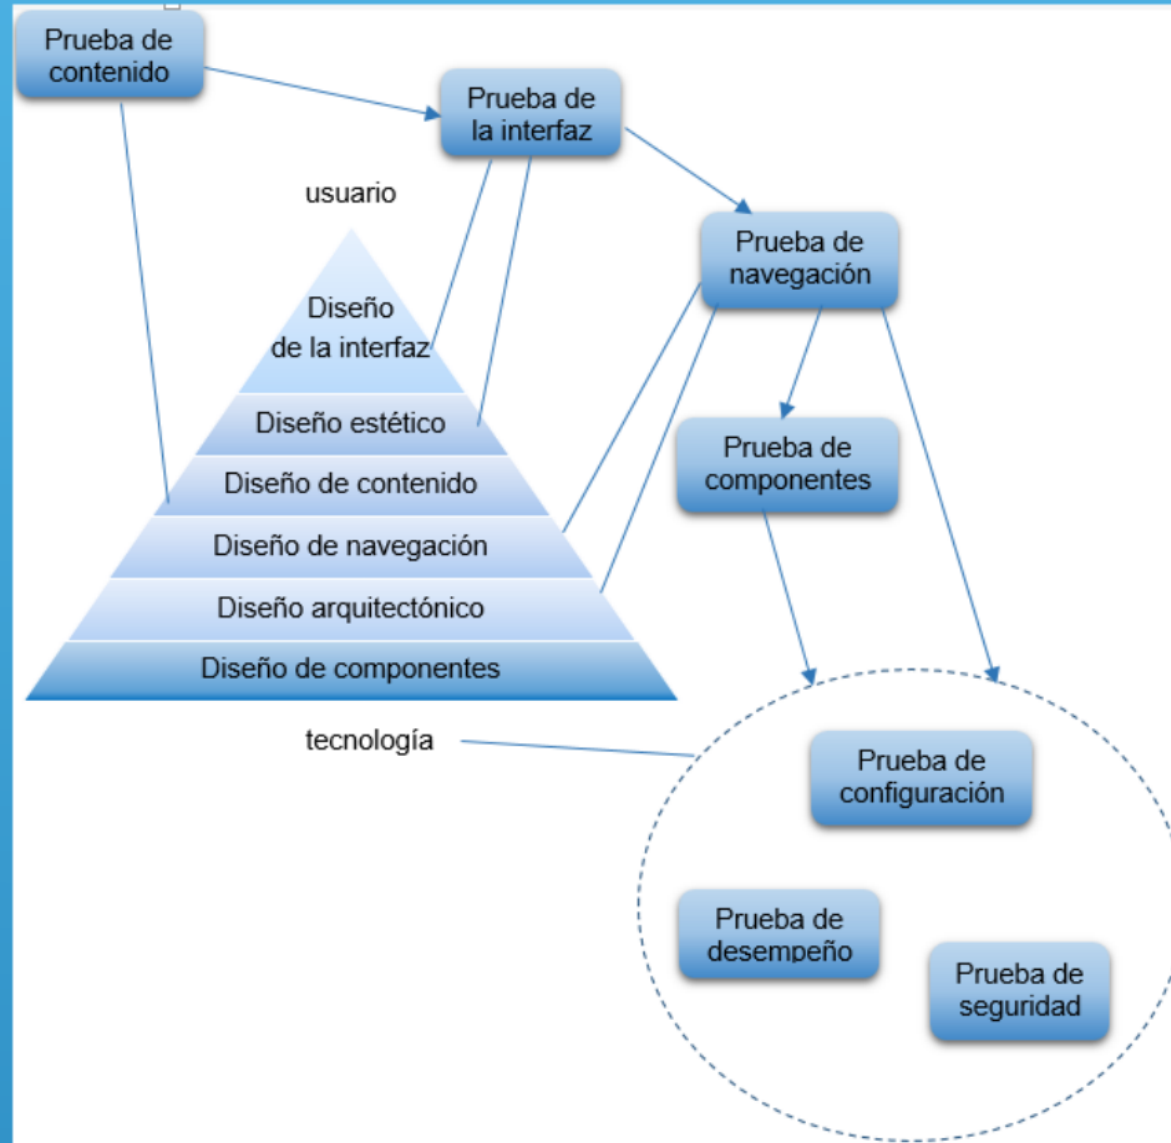 Prueba de
contenido
Prueba de
la interfaz
usuario
Prueba de
navegación
Diseño
de la interfaz
Diseño estético
Prueba de
componentes
Diseño de contenido
Diseño de navegación
Diseño arquitectónico
Diseño de componentes
tecnología
Prueba de
configuración
Prueba de
desempeño
Prueba de
seguridad